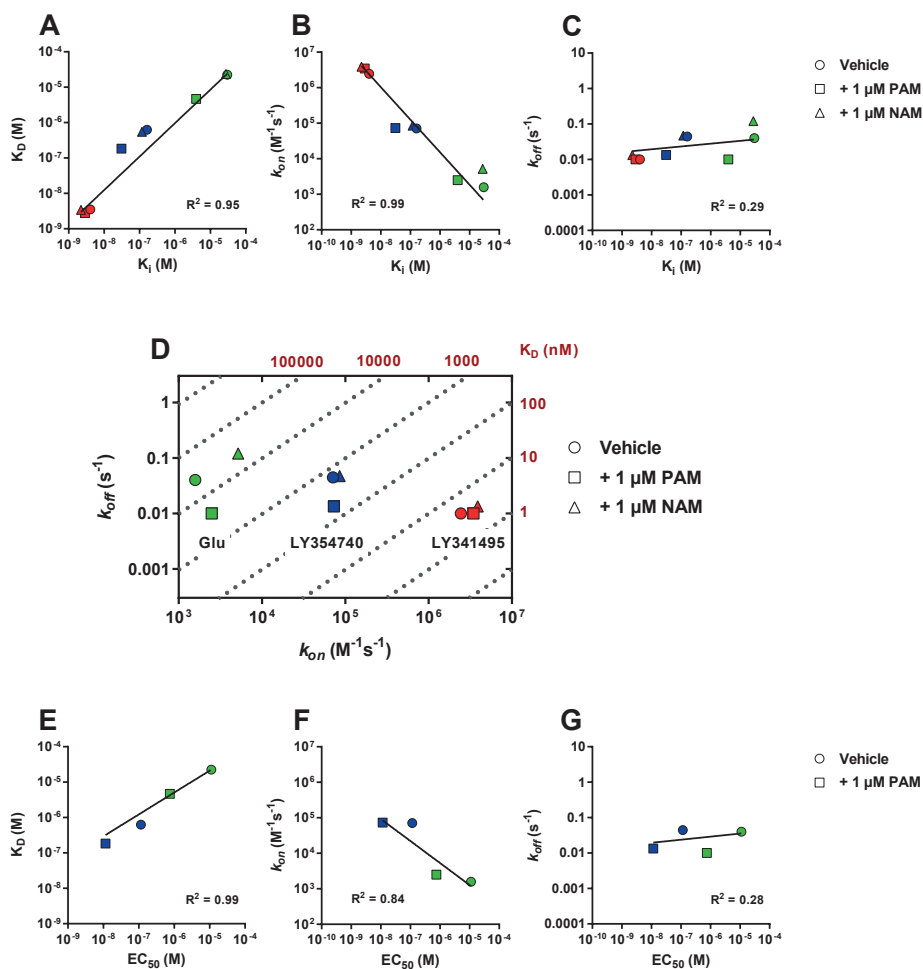 A
B
C
10⁻⁴
10⁻⁵
10⁻⁶
10⁻⁷
10⁻⁸
10⁻⁹
K_D (M)
R² = 0.95
10⁻⁹ 10⁻⁸ 10⁻⁷ 10⁻⁶ 10⁻⁵ 10⁻⁴
K_i (M)
10⁷
10⁶
10⁵
10⁴
10³
10²
k_on (M⁻¹s⁻¹)
R² = 0.99
10⁻¹⁰ 10⁻⁹ 10⁻⁸ 10⁻⁷ 10⁻⁶ 10⁻⁵ 10⁻⁴
K_i (M)
10
1
0.1
0.01
0.001
0.0001
k_off (s⁻¹)
R² = 0.29
10⁻¹⁰ 10⁻⁹ 10⁻⁸ 10⁻⁷ 10⁻⁶ 10⁻⁵ 10⁻⁴
K_i (M)
Vehicle
+ 1 µM PAM
+ 1 µM NAM
D
100000 10000 1000 K_D (nM)
100
10
1
1
0.1
0.01
0.001
k_off (s⁻¹)
Glu LY354740 LY341495
10³ 10⁴ 10⁵ 10⁶ 10⁷
k_on (M⁻¹s⁻¹)
Vehicle
+ 1 µM PAM
+ 1 µM NAM
E
F
G
10⁻⁴
10⁻⁵
10⁻⁶
10⁻⁷
10⁻⁸
10⁻⁹
K_D (M)
R² = 0.99
10⁻⁹ 10⁻⁸ 10⁻⁷ 10⁻⁶ 10⁻⁵ 10⁻⁴
EC₅₀ (M)
10⁷
10⁶
10⁵
10⁴
10³
10²
k_on (M⁻¹s⁻¹)
R² = 0.84
10⁻¹⁰ 10⁻⁹ 10⁻⁸ 10⁻⁷ 10⁻⁶ 10⁻⁵ 10⁻⁴
EC₅₀ (M)
10
1
0.1
0.01
0.001
0.0001
k_off (s⁻¹)
R² = 0.28
10⁻¹⁰ 10⁻⁹ 10⁻⁸ 10⁻⁷ 10⁻⁶ 10⁻⁵ 10⁻⁴
EC₅₀ (M)
Vehicle
+ 1 µM PAM